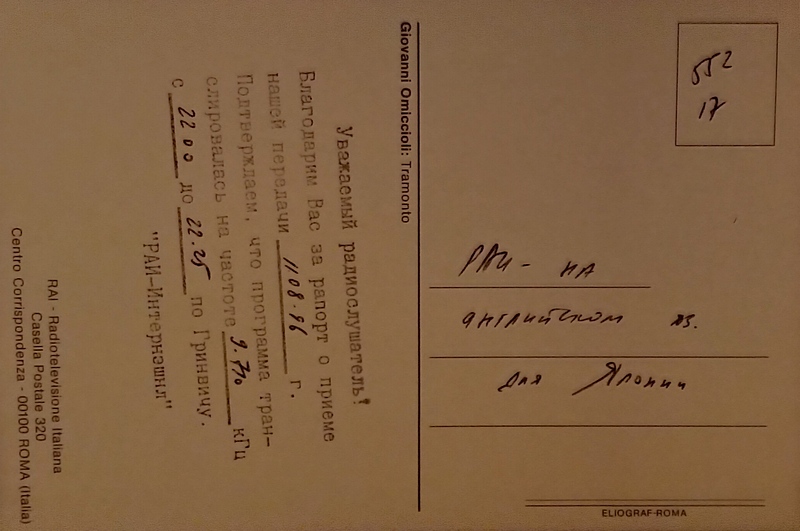 Уважаемый радиослушатель!
Благодарим Вас за рапорт о приеме
нашей передачи 11 08.96 г.
Подтверждаем, что программа тран-
слировалась на частоте 9.710 кГц
с 22 00 до 22.25 по Гринвичу.
"РАИ-Интернэшнл"
RAI - Radiotelevisione Italiana
Casella Postale 320
Centro Corrispondenza - 00100 ROMA (Italia)
Giovanni Omiccioli: Tramonto
552
17
РАИ - на
английском яз.
для Японии
ELIOGRAF-ROMA